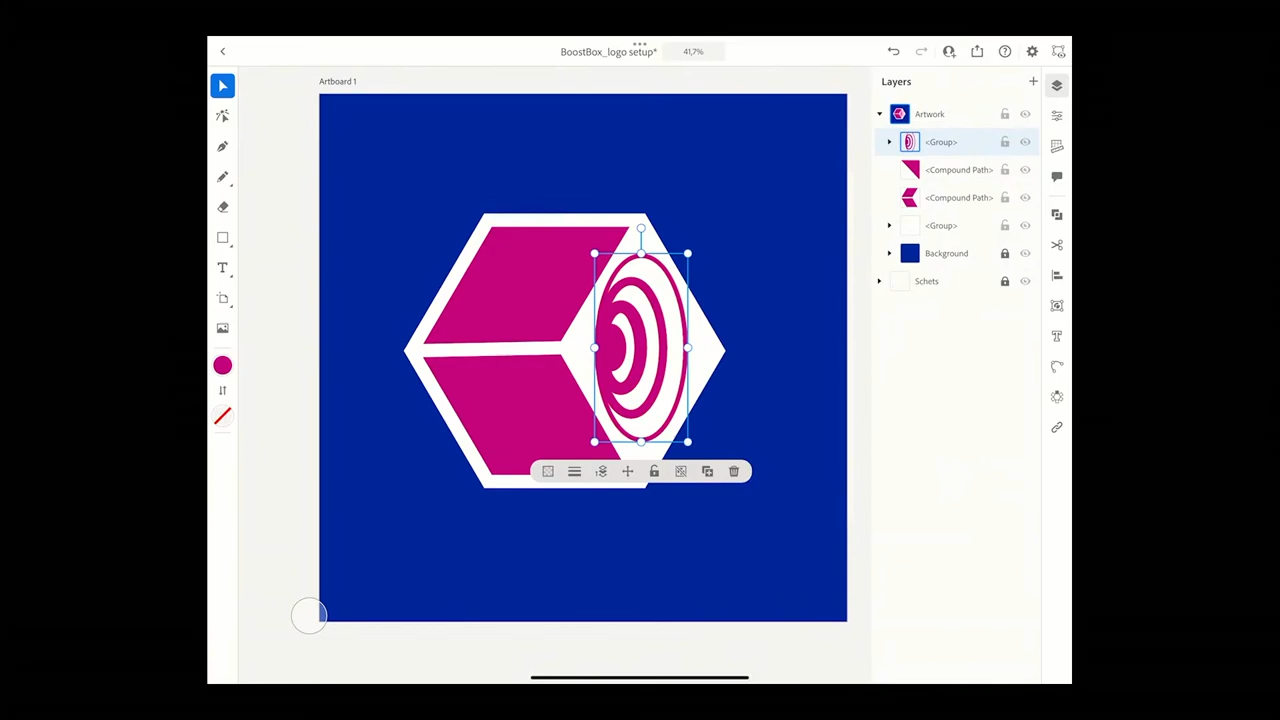 BoostBox_logo setup*
41,7%
Artboard 1
Layers
Artwork
<Group>
<Compound Path>
<Compound Path>
<Group>
Background
Schets